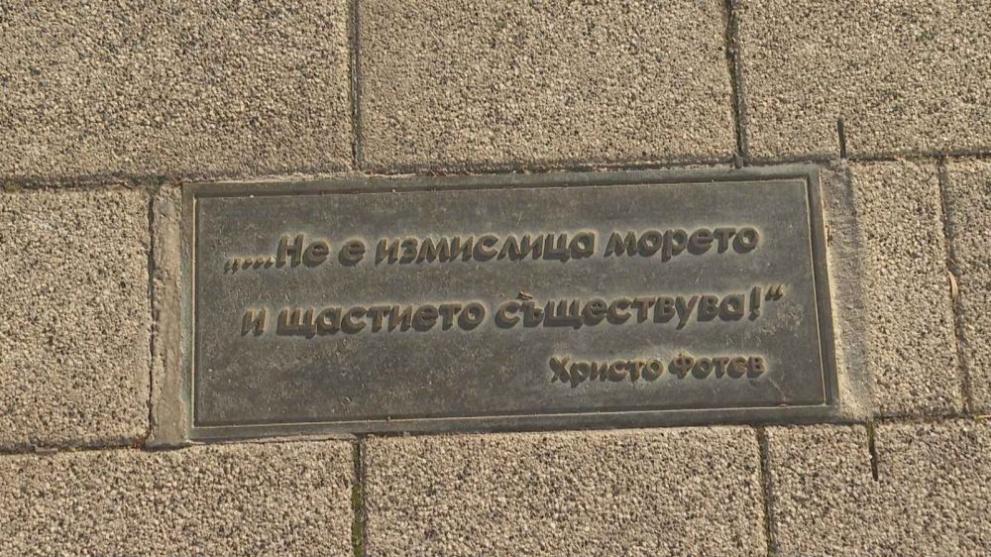 „...Не е измислица морето
и щастието съществува!“
Христо Фотев